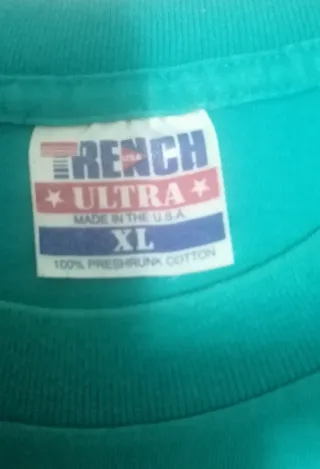 TRENCH
USA
ULTRA
MADE IN THE U.S.A.
XL
100% PRESHRUNK COTTON